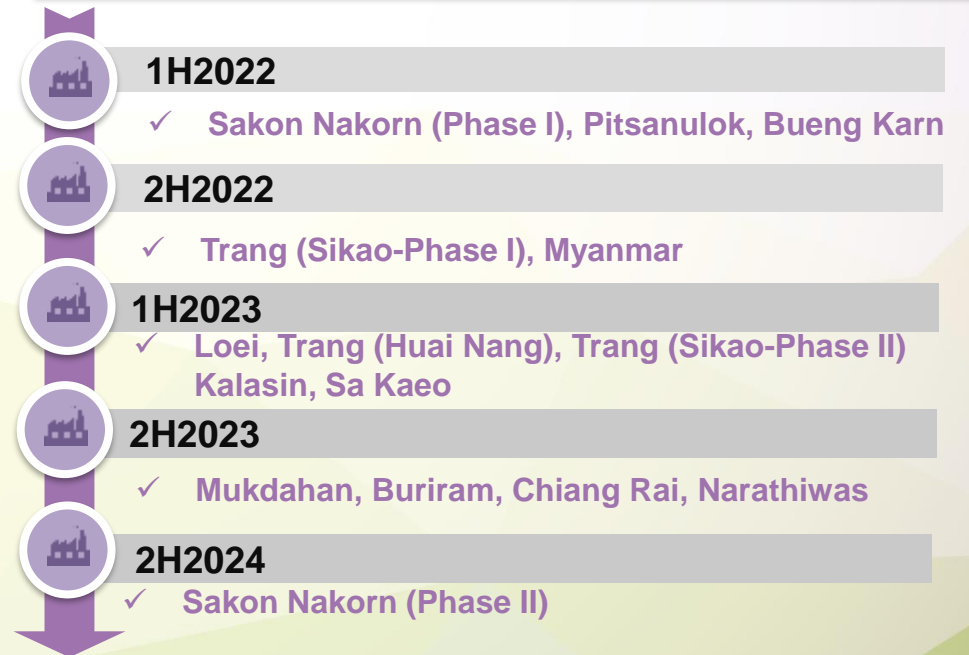 1H2022
✓ Sakon Nakorn (Phase I), Pitsanulok, Bueng Karn
2H2022
✓ Trang (Sikao-Phase I), Myanmar
1H2023
✓ Loei, Trang (Huai Nang), Trang (Sikao-Phase II)
Kalasin, Sa Kaeo
2H2023
✓ Mukdahan, Buriram, Chiang Rai, Narathiwas
2H2024
✓ Sakon Nakorn (Phase II)